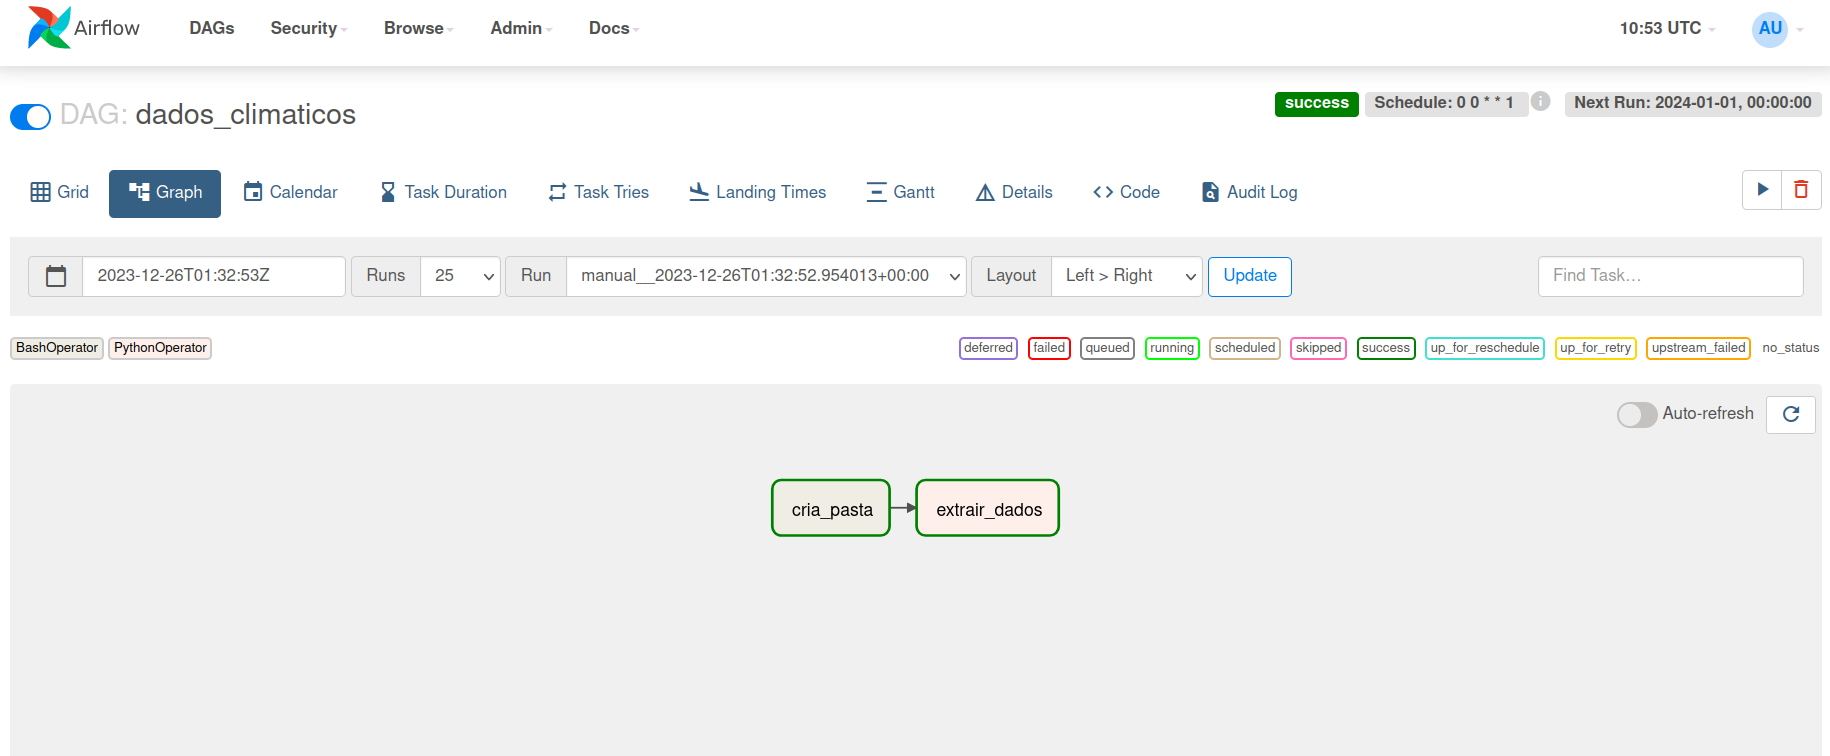 Airflow DAGs Security Browse Admin Docs 10:53 UTC AU
DAG: dados_climaticos success Schedule: 0 0 * * 1 i Next Run: 2024-01-01, 00:00:00
Grid Graph Calendar Task Duration Task Tries Landing Times Gantt Details Code Audit Log
2023-12-26T01:32:53Z Runs 25 Run manual__2023-12-26T01:32:52.954013+00:00 Layout Left > Right Update Find Task...
BashOperator PythonOperator deferred failed queued running scheduled skipped success up_for_reschedule up_for_retry upstream_failed no_status
Auto-refresh
cria_pasta extrair_dados